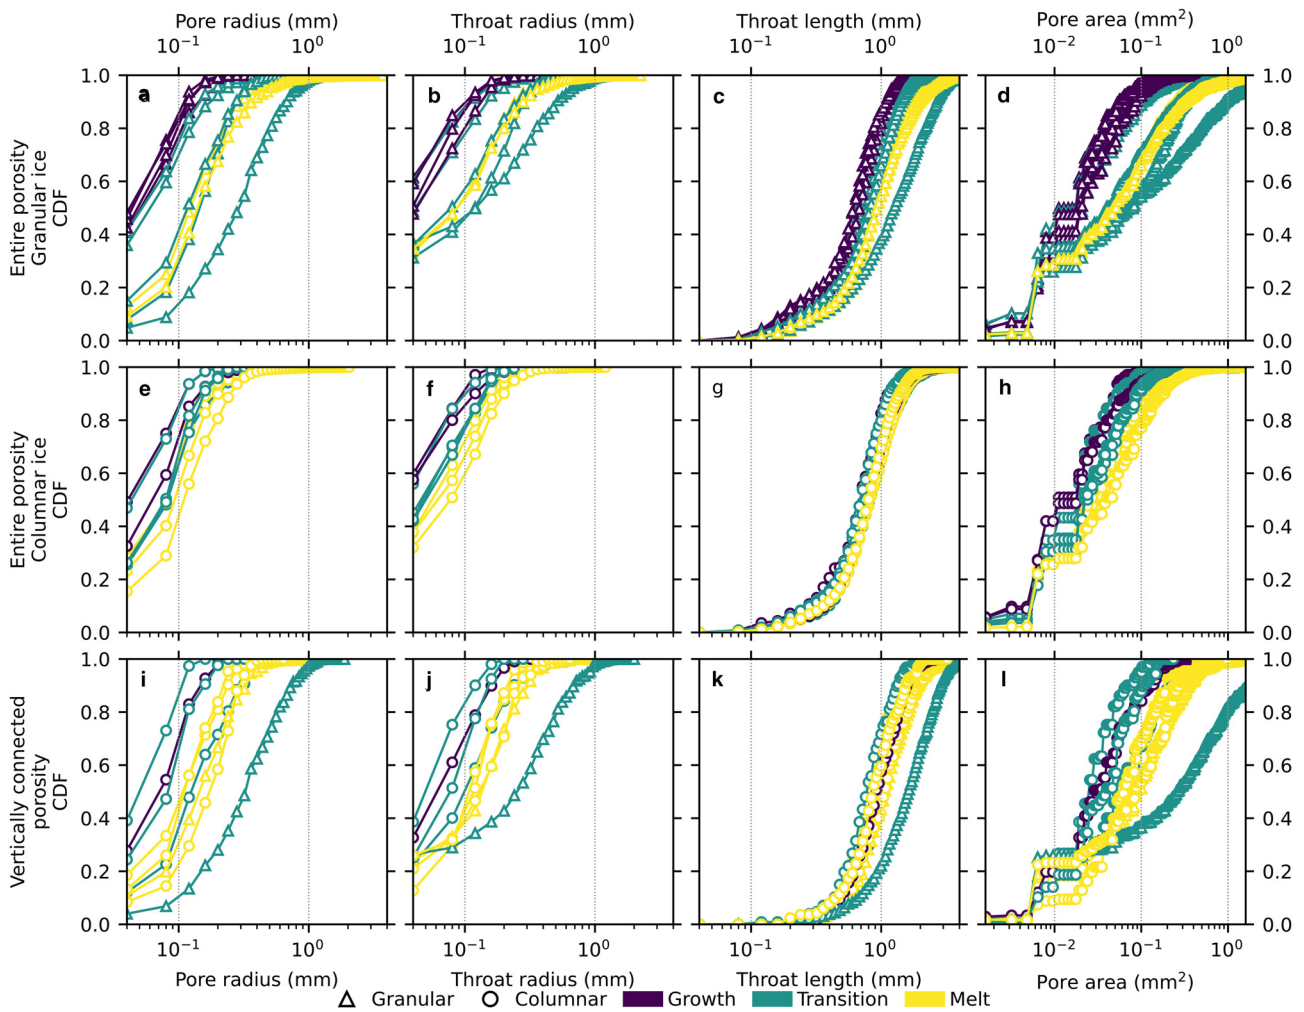 Pore radius (mm) Throat radius (mm) Throat length (mm) Pore area (mm²)
10⁻¹ 10⁰ 10⁻¹ 10⁰ 10⁻¹ 10⁰ 10⁻² 10⁻¹ 10⁰
Entire porosity
Granular ice
CDF
1.0 0.8 0.6 0.4 0.2 0.0
a b c d
1.0 0.8 0.6 0.4 0.2 0.0
Entire porosity
Columnar ice
CDF
1.0 0.8 0.6 0.4 0.2 0.0
e f g h
1.0 0.8 0.6 0.4 0.2 0.0
Vertically connected
porosity
CDF
1.0 0.8 0.6 0.4 0.2 0.0
i j k l
1.0 0.8 0.6 0.4 0.2 0.0
10⁻¹ 10⁰ 10⁻¹ 10⁰ 10⁻¹ 10⁰ 10⁻² 10⁻¹ 10⁰
Pore radius (mm) Throat radius (mm) Throat length (mm) Pore area (mm²)
Granular Columnar Growth Transition Melt